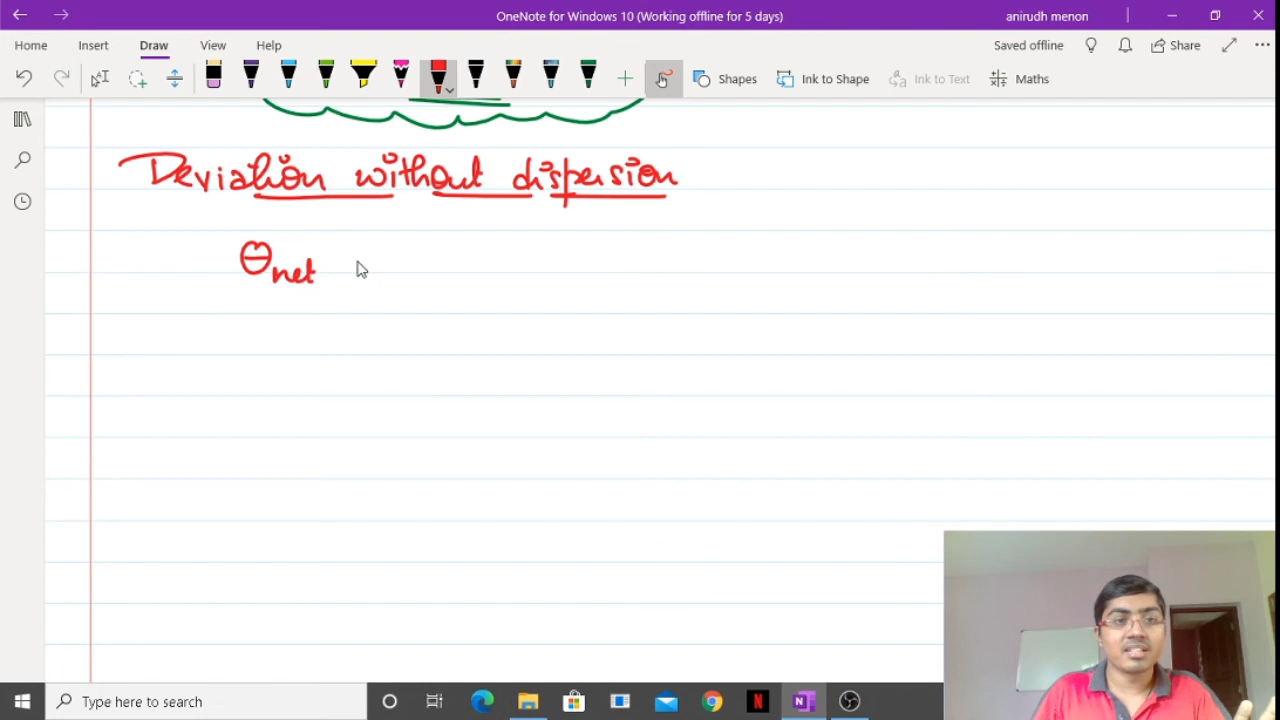 OneNote for Windows 10 (Working offline for 5 days)
anirudh menon
Home Insert Draw View Help
Saved offline Share
Shapes Ink to Shape Ink to Text Maths
Deviation without dispersion
Θnet
Type here to search